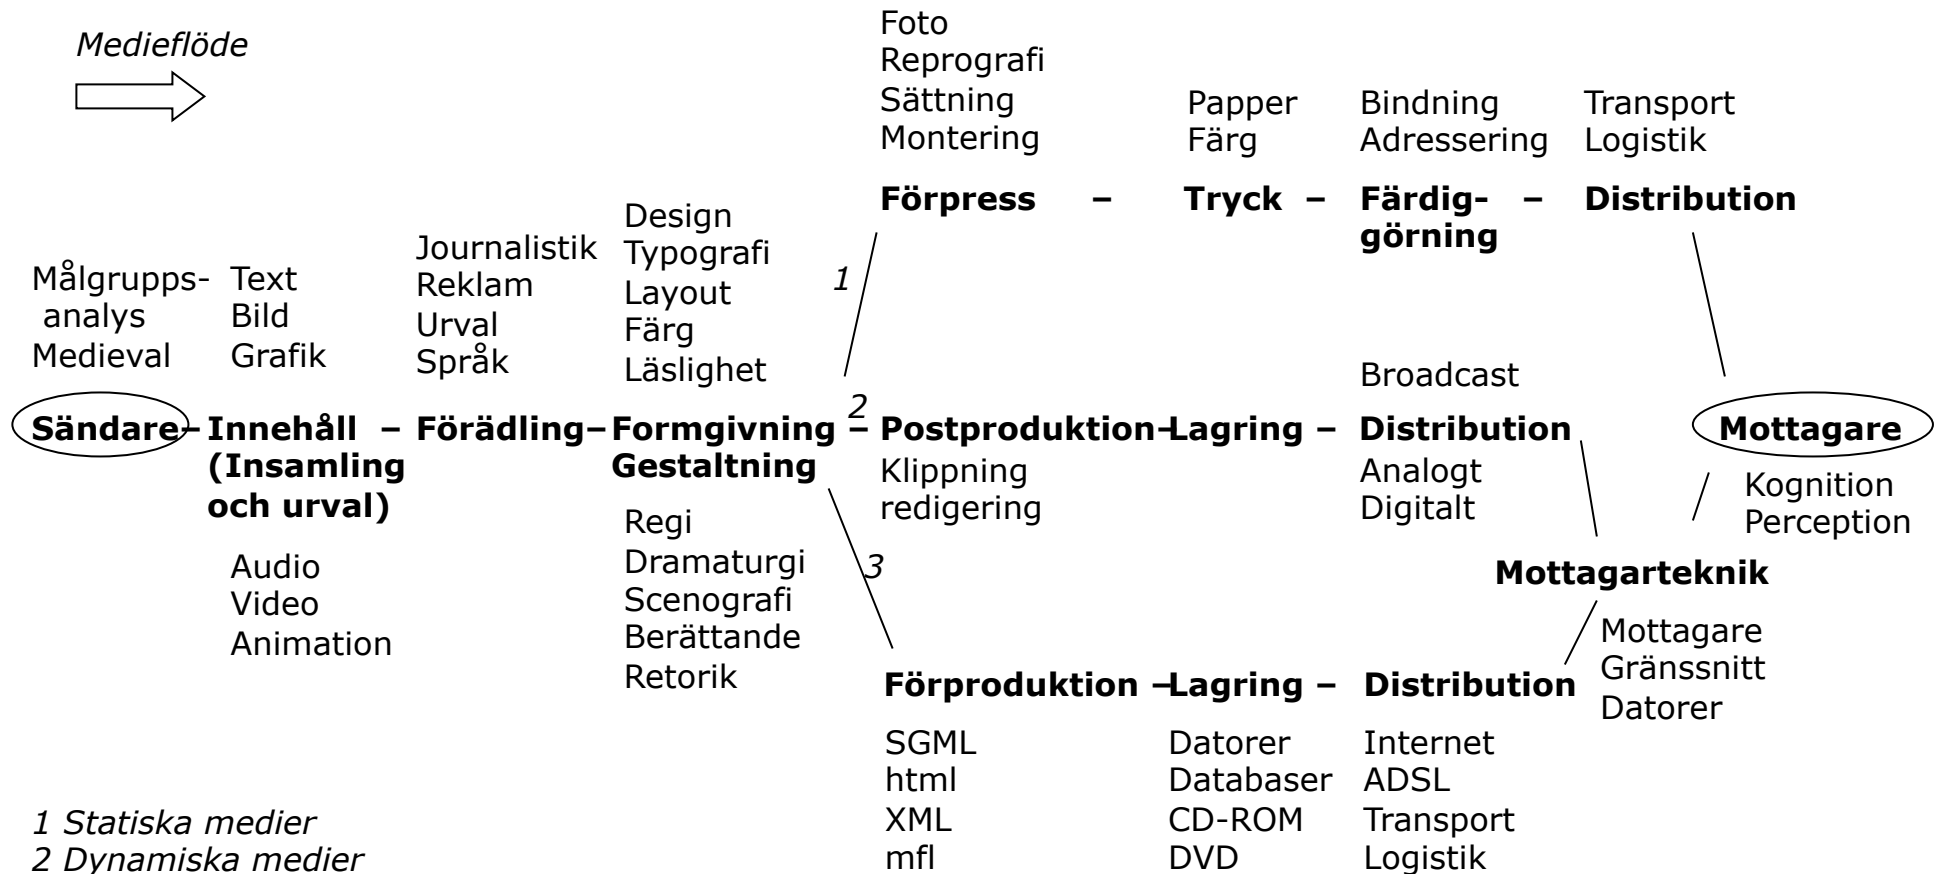 Medieflöde
Foto
Reprografi
Sättning
Montering
Papper
Färg
Bindning
Adressering
Transport
Logistik
Förpress – Tryck – Färdig- – Distribution
görning
Målgrupps-
analys
Medieval
Text
Bild
Grafik
Journalistik
Reklam
Urval
Språk
Design
Typografi
Layout
Färg
Läslighet
1
Broadcast
2
Sändare– Innehåll – Förädling– Formgivning – Postproduktion–Lagring – Distribution Mottagare
(Insamling
och urval)
Gestaltning
Klippning
redigering
Analogt
Digitalt
Kognition
Perception
Audio
Video
Animation
Regi
Dramaturgi
Scenografi
Berättande
Retorik
3
Mottagarteknik
Mottagare
Gränssnitt
Datorer
Förproduktion –Lagring – Distribution
SGML
html
XML
mfl
Datorer
Databaser
CD-ROM
DVD
Internet
ADSL
Transport
Logistik
1 Statiska medier
2 Dynamiska medier